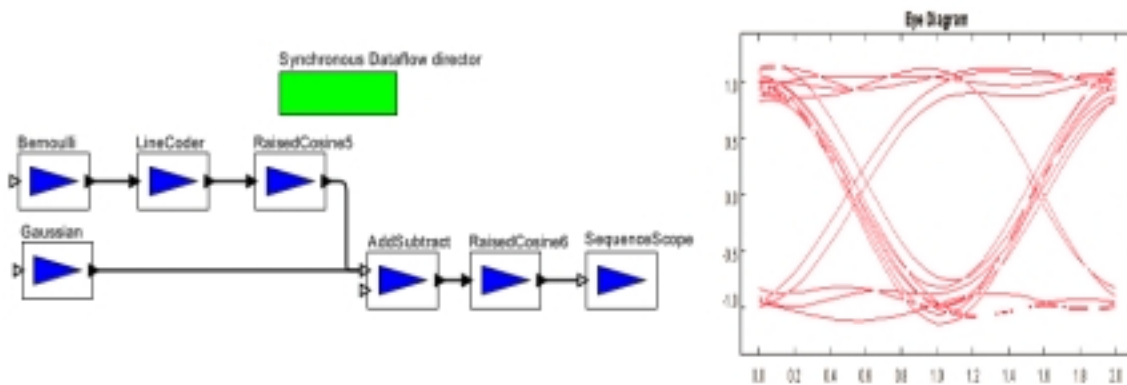 Eye Diagram
Synchronous Dataflow director
Bernoulli
LineCoder
RaisedCosine5
Gaussian
AddSubtract
RaisedCosine6
SequenceScope
1.0
0.5
0.0
-0.5
-1.0
0.0 0.2 0.4 0.6 0.8 1.0 1.2 1.4 1.6 1.8 2.0